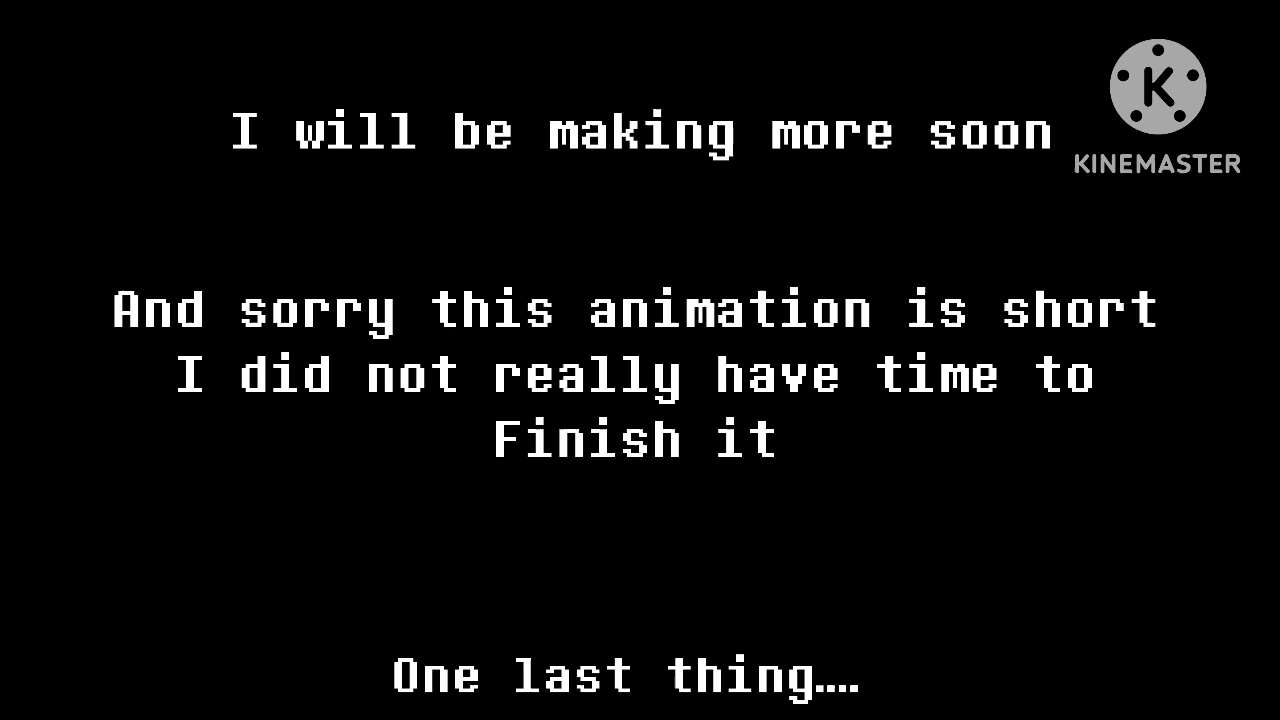 I will be making more soon
K
KINEMASTER
And sorry this animation is short
I did not really have time to
Finish it
One last thing....